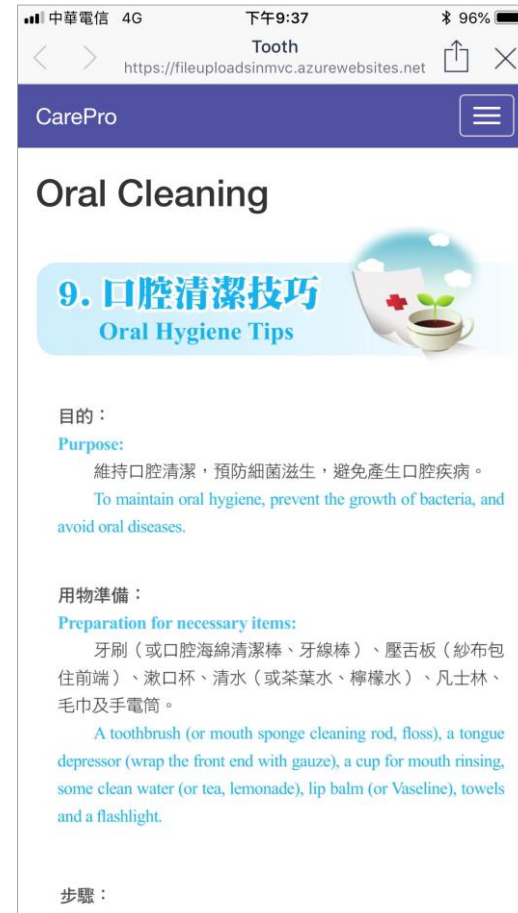 中華電信 4G 下午9:37 96%
Tooth
https://fileuploadsinmvc.azurewebsites.net
CarePro
Oral Cleaning
9. 口腔清潔技巧
Oral Hygiene Tips
目的：
Purpose:
維持口腔清潔，預防細菌滋生，避免產生口腔疾病。
To maintain oral hygiene, prevent the growth of bacteria, and
avoid oral diseases.
用物準備：
Preparation for necessary items:
牙刷（或口腔海綿清潔棒、牙線棒）、壓舌板（紗布包
住前端）、漱口杯、清水（或茶葉水、檸檬水）、凡士林、
毛巾及手電筒。
A toothbrush (or mouth sponge cleaning rod, floss), a tongue
depressor (wrap the front end with gauze), a cup for mouth rinsing,
some clean water (or tea, lemonade), lip balm (or Vaseline), towels
and a flashlight.
步驟：